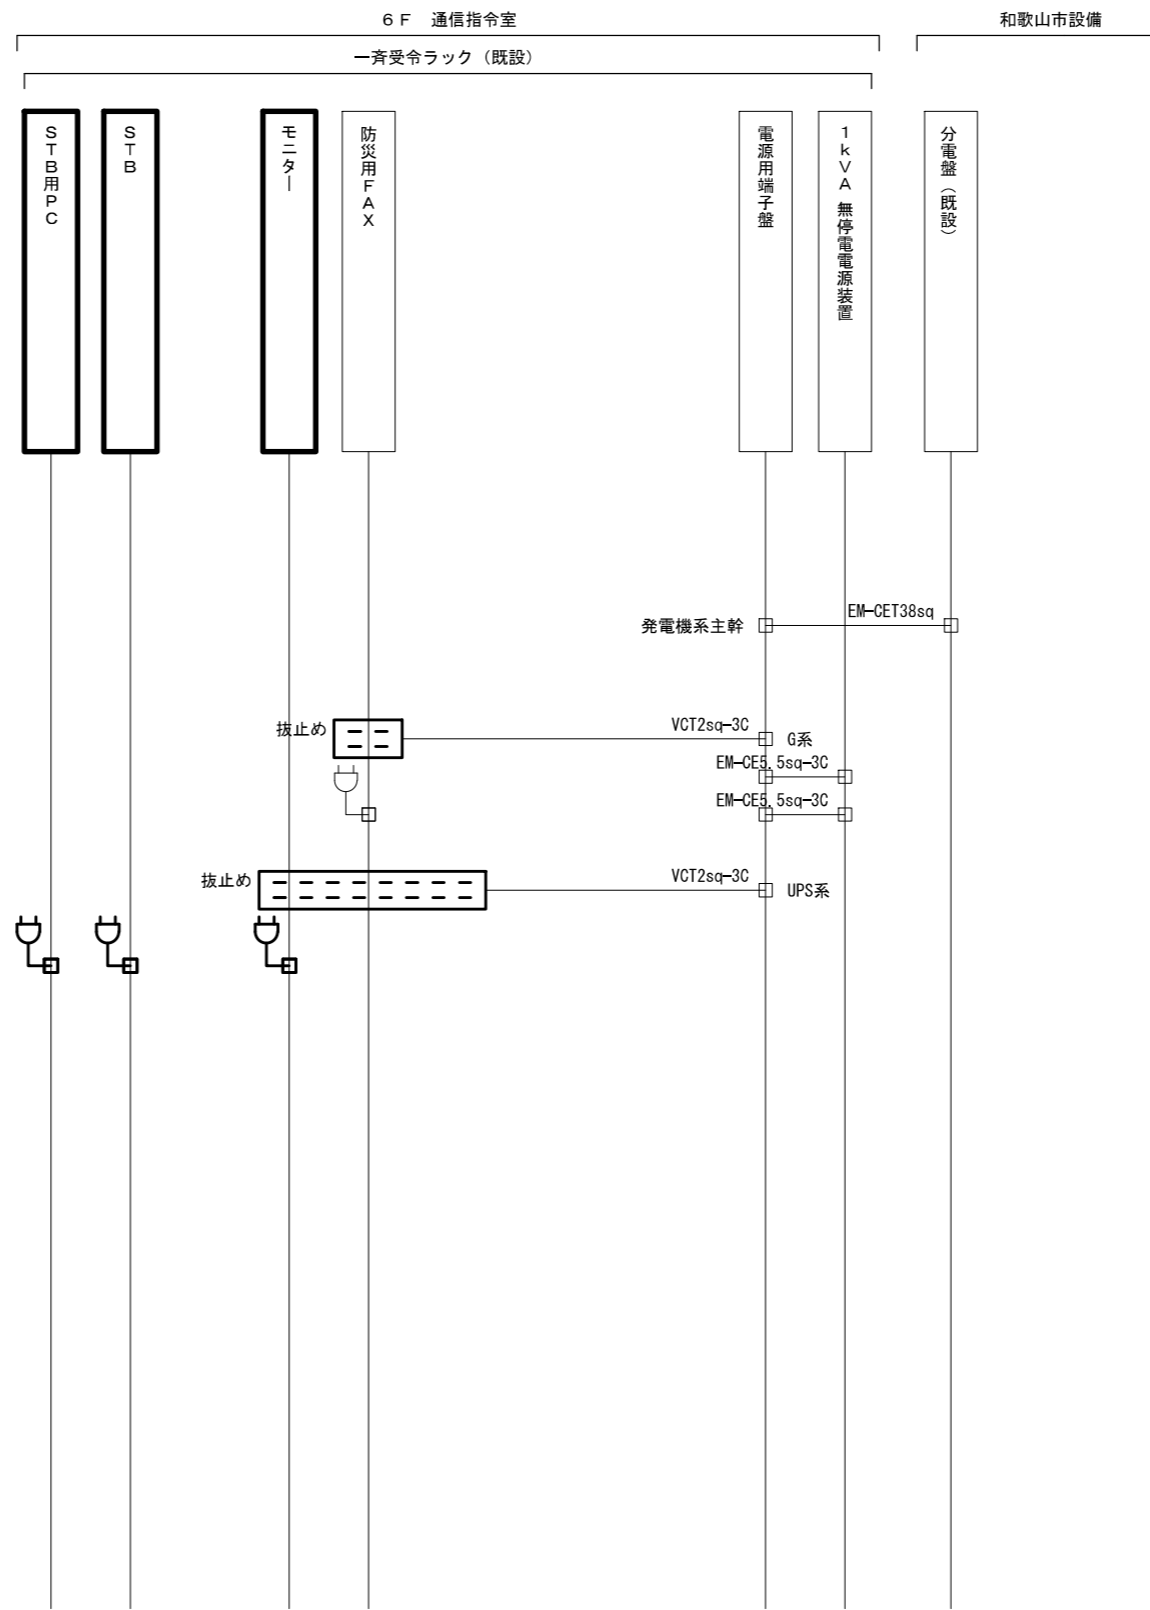 ６Ｆ　通信指令室
和歌山市設備
一斉受令ラック（既設）
ＳＴＢ用ＰＣ
ＳＴＢ
モニター
防災用ＦＡＸ
電源用端子盤
１ｋＶＡ 無停電電源装置
分電盤（既設）
EM-CET38sq
発電機系主幹
抜止め
VCT2sq-3C
G系
EM-CE5.5sq-3C
EM-CE5.5sq-3C
抜止め
VCT2sq-3C
UPS系